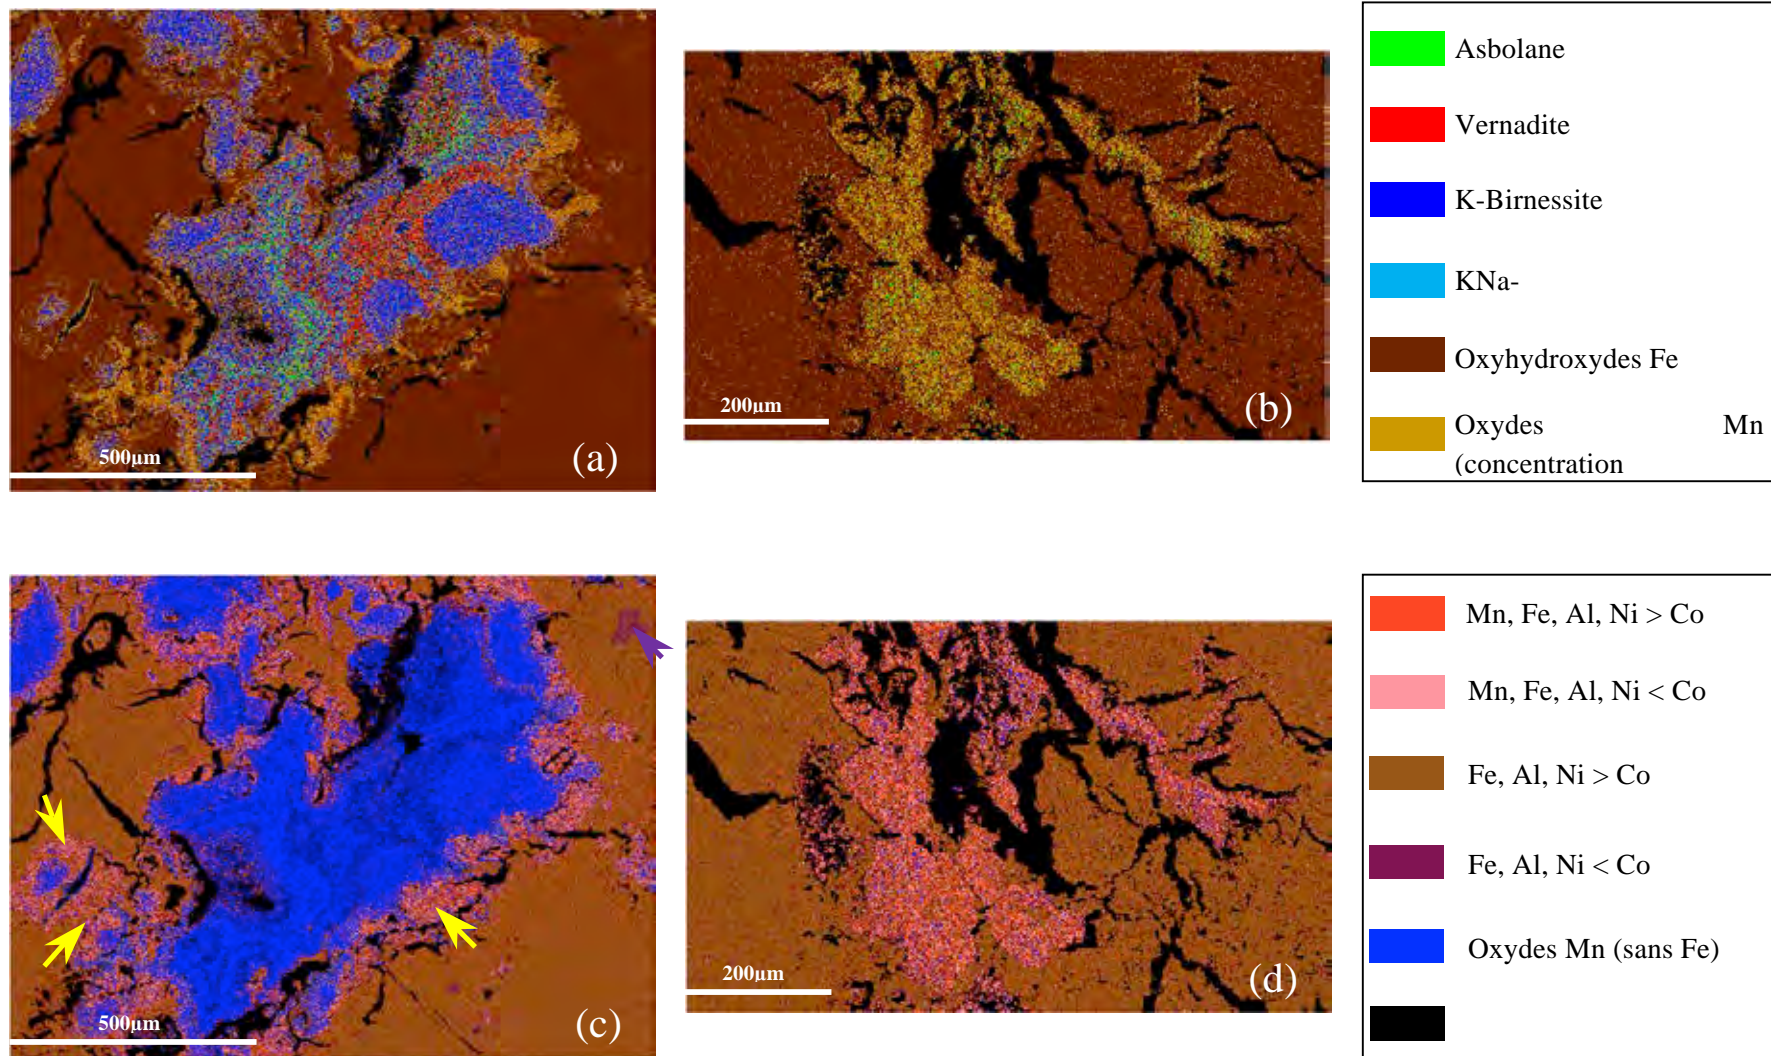 500µm
(a)
200µm
(b)
Asbolane
Vernadite
K-Birnessite
KNa-
Oxyhydroxydes Fe
Oxydes Mn
(concentration
500µm
(c)
200µm
(d)
Mn, Fe, Al, Ni > Co
Mn, Fe, Al, Ni < Co
Fe, Al, Ni > Co
Fe, Al, Ni < Co
Oxydes Mn (sans Fe)